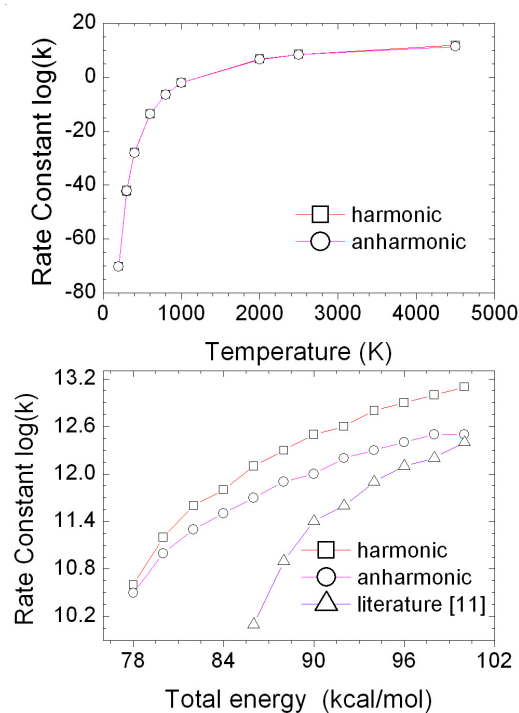 20
0
-20
-40
-60
-80
Rate Constant log(k)
harmonic
anharmonic
0 1000 2000 3000 4000 5000
Temperature (K)
13.2
12.6
12.0
11.4
10.8
10.2
Rate Constant log(k)
harmonic
anharmonic
literature [11]
78 84 90 96 102
Total energy (kcal/mol)